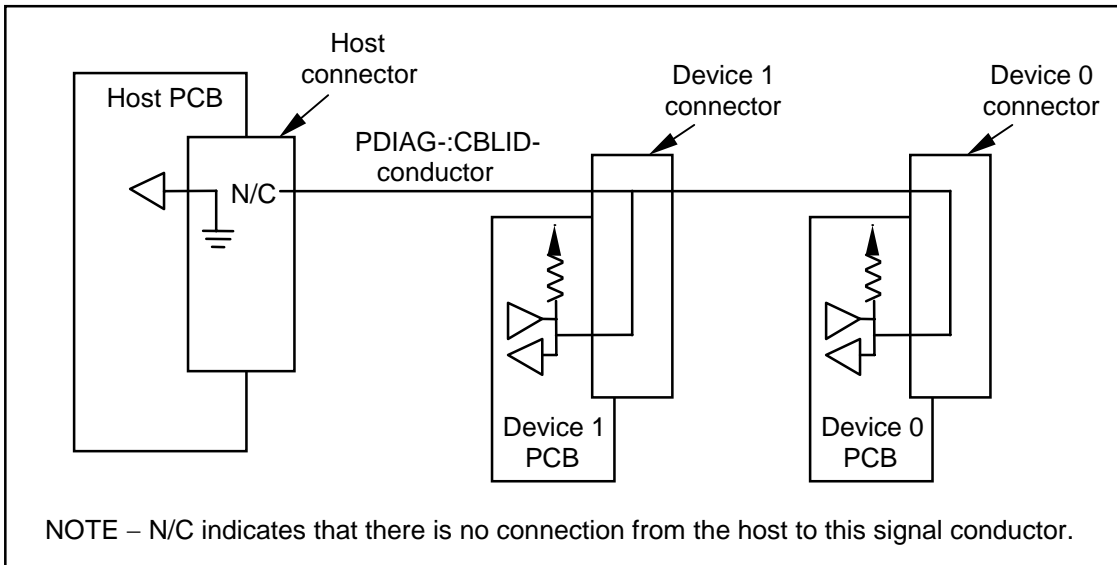 Host
connector
Device 1
connector
Device 0
connector
Host PCB
PDIAG-:CBLID-
conductor
N/C
Device 1
PCB
Device 0
PCB
NOTE – N/C indicates that there is no connection from the host to this signal conductor.